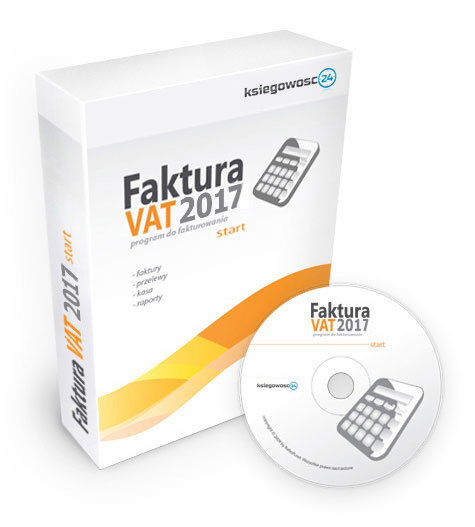 ksiegowosc24
Faktura
VAT 2017
program do fakturowania
start
- faktury
- przelewy
- kasa
- raporty
Faktura VAT 2017 start
Faktura
VAT 2017
program do fakturowania
start
ksiegowosc24